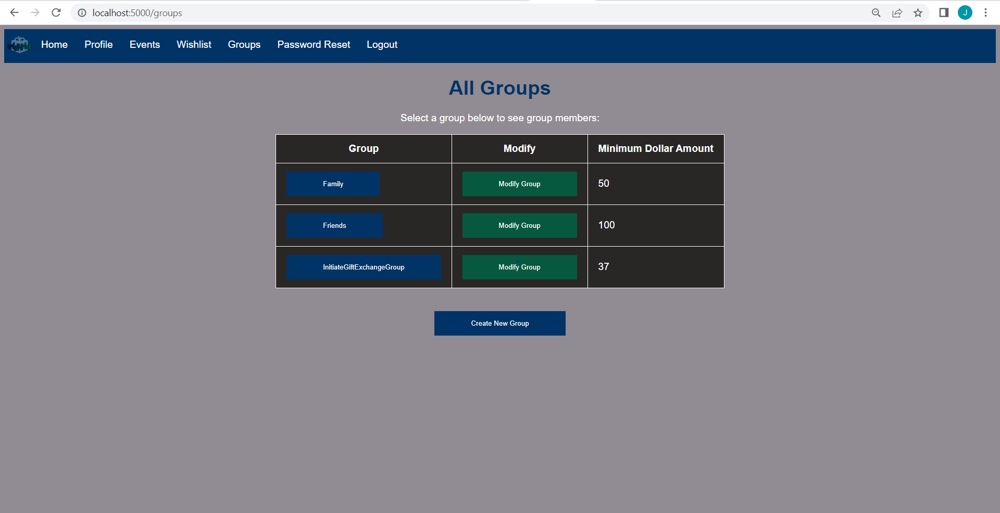 localhost:5000/groups
J
Home Profile Events Wishlist Groups Password Reset Logout
All Groups
Select a group below to see group members:
Group Modify Minimum Dollar Amount
Family Modify Group 50
Friends Modify Group 100
InitiateGiftExchangeGroup Modify Group 37
Create New Group